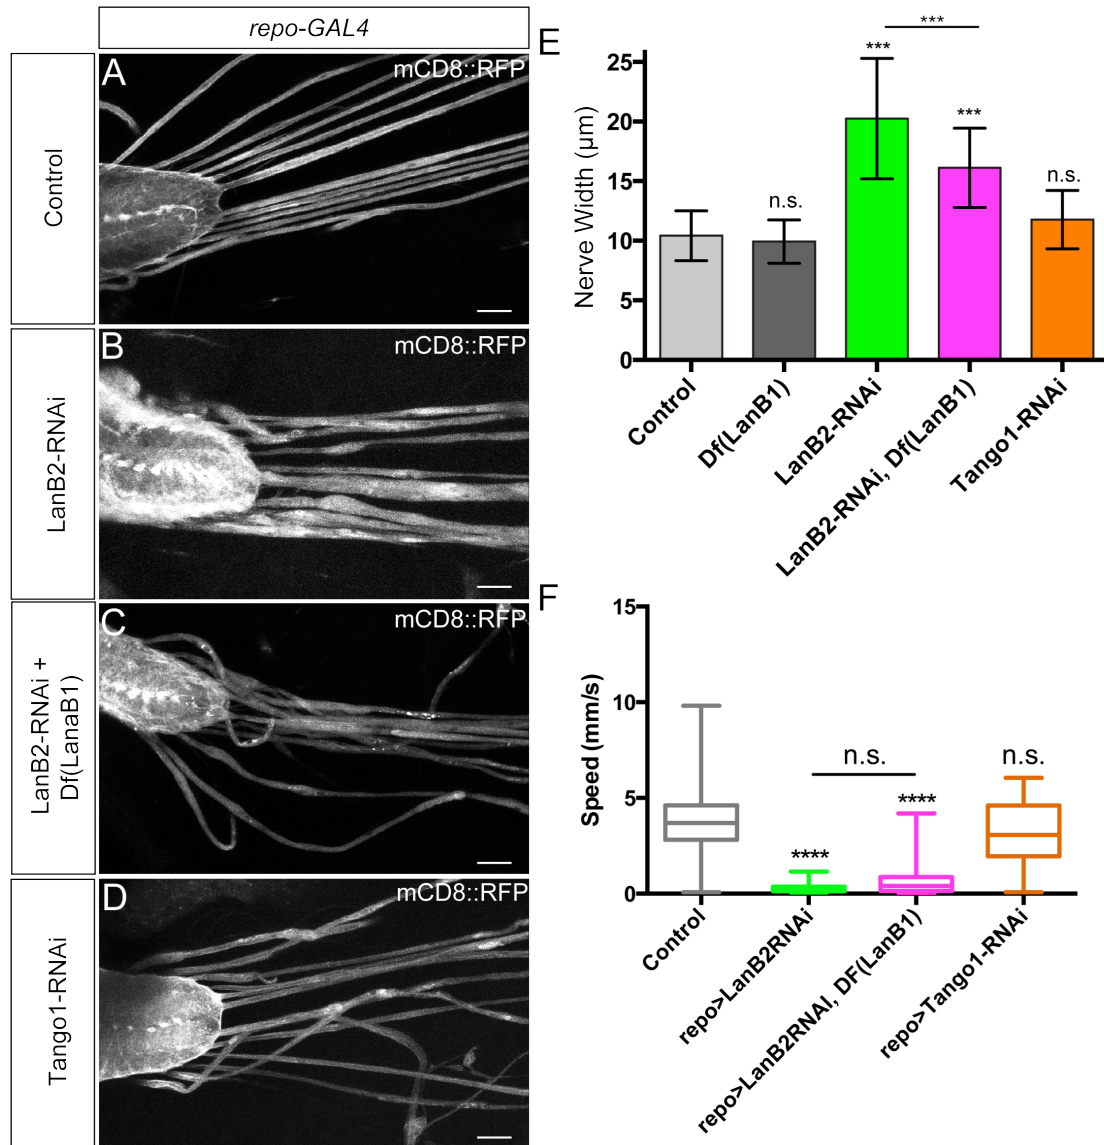 repo-GAL4
Control
A
mCD8::RFP
LanB2-RNAi
B
mCD8::RFP
LanB2-RNAi +
Df(LanaB1)
C
mCD8::RFP
Tango1-RNAi
D
mCD8::RFP
E
Nerve Width (µm)
25
20
15
10
5
0
n.s.
***
***
***
n.s.
Control
Df(LanB1)
LanB2-RNAi
LanB2-RNAi, Df(LanB1)
Tango1-RNAi
F
Speed (mm/s)
15
10
5
0
****
n.s.
****
n.s.
Control
repo>LanB2RNAi
repo>LanB2RNAI, DF(LanB1)
repo>Tango1-RNAi